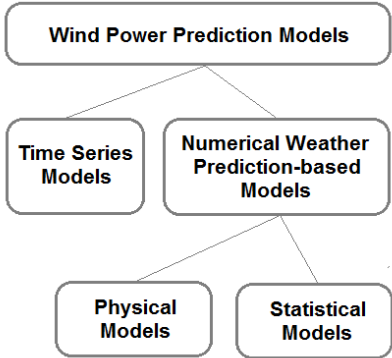 Wind Power Prediction Models
Time Series
Models
Numerical Weather
Prediction-based
Models
Physical
Models
Statistical
Models